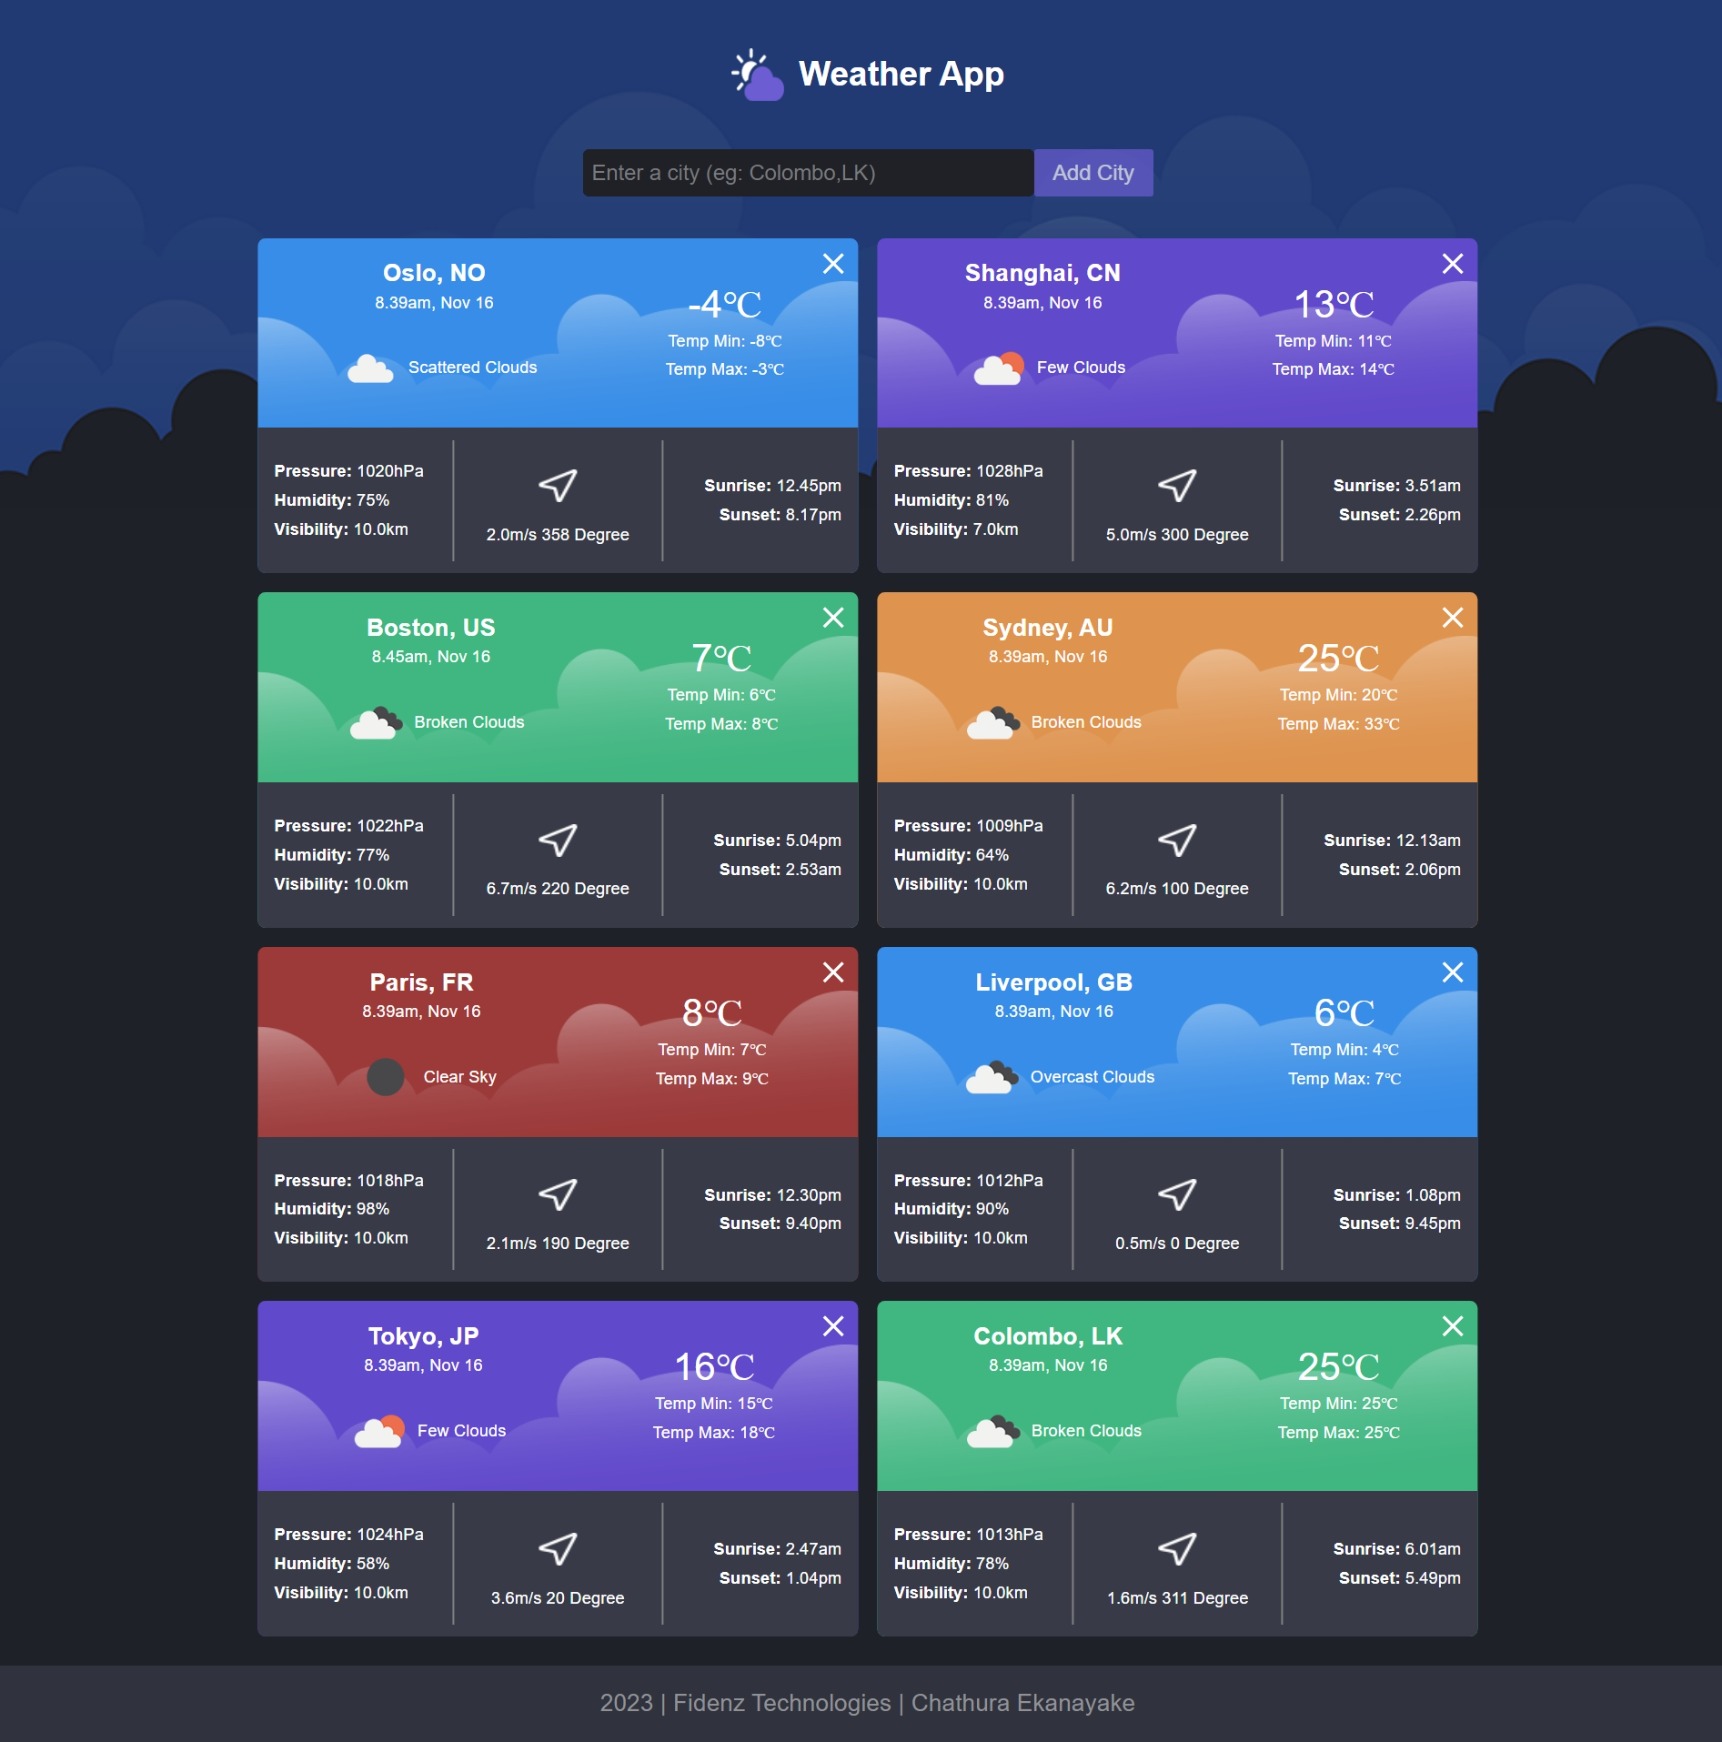 Weather App
Enter a city (eg: Colombo,LK)
Add City
Oslo, NO
8.39am, Nov 16
Scattered Clouds
-4°C
Temp Min: -8°C
Temp Max: -3°C
Pressure: 1020hPa
Humidity: 75%
Visibility: 10.0km
2.0m/s 358 Degree
Sunrise: 12.45pm
Sunset: 8.17pm
Shanghai, CN
8.39am, Nov 16
Few Clouds
13°C
Temp Min: 11°C
Temp Max: 14°C
Pressure: 1028hPa
Humidity: 81%
Visibility: 7.0km
5.0m/s 300 Degree
Sunrise: 3.51am
Sunset: 2.26pm
Boston, US
8.45am, Nov 16
Broken Clouds
7°C
Temp Min: 6°C
Temp Max: 8°C
Pressure: 1022hPa
Humidity: 77%
Visibility: 10.0km
6.7m/s 220 Degree
Sunrise: 5.04pm
Sunset: 2.53am
Sydney, AU
8.39am, Nov 16
Broken Clouds
25°C
Temp Min: 20°C
Temp Max: 33°C
Pressure: 1009hPa
Humidity: 64%
Visibility: 10.0km
6.2m/s 100 Degree
Sunrise: 12.13am
Sunset: 2.06pm
Paris, FR
8.39am, Nov 16
Clear Sky
8°C
Temp Min: 7°C
Temp Max: 9°C
Pressure: 1018hPa
Humidity: 98%
Visibility: 10.0km
2.1m/s 190 Degree
Sunrise: 12.30pm
Sunset: 9.40pm
Liverpool, GB
8.39am, Nov 16
Overcast Clouds
6°C
Temp Min: 4°C
Temp Max: 7°C
Pressure: 1012hPa
Humidity: 90%
Visibility: 10.0km
0.5m/s 0 Degree
Sunrise: 1.08pm
Sunset: 9.45pm
Tokyo, JP
8.39am, Nov 16
Few Clouds
16°C
Temp Min: 15°C
Temp Max: 18°C
Pressure: 1024hPa
Humidity: 58%
Visibility: 10.0km
3.6m/s 20 Degree
Sunrise: 2.47am
Sunset: 1.04pm
Colombo, LK
8.39am, Nov 16
Broken Clouds
25°C
Temp Min: 25°C
Temp Max: 25°C
Pressure: 1013hPa
Humidity: 78%
Visibility: 10.0km
1.6m/s 311 Degree
Sunrise: 6.01am
Sunset: 5.49pm
2023 | Fidenz Technologies | Chathura Ekanayake